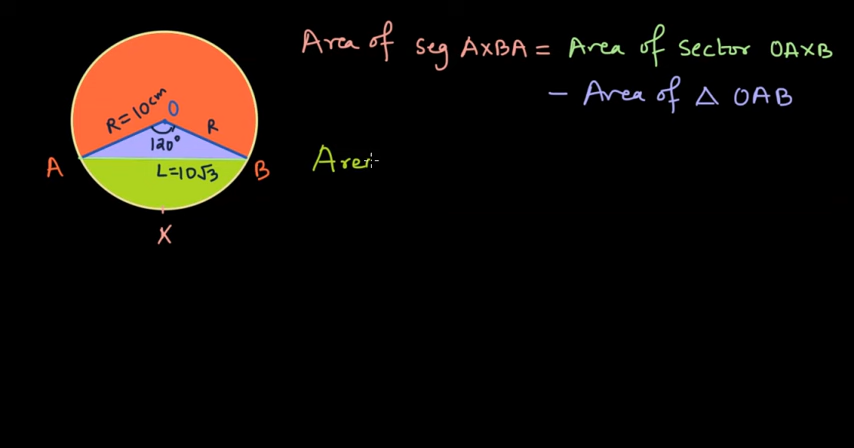 Area of seg AXBA = Area of sector OAXB
- Area of △ OAB
R=10cm
O
R
120°
A
L=10√3
B
Area
X